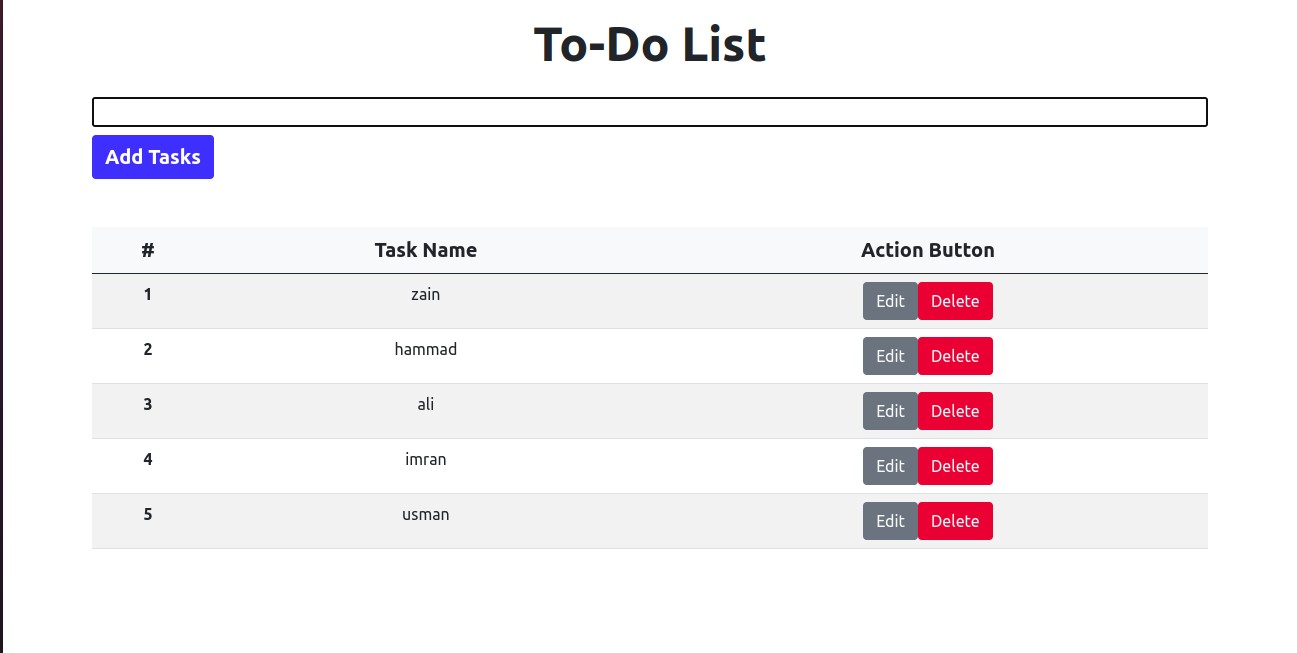 To-Do List
Add Tasks
# Task Name Action Button
1 zain Edit Delete
2 hammad Edit Delete
3 ali Edit Delete
4 imran Edit Delete
5 usman Edit Delete